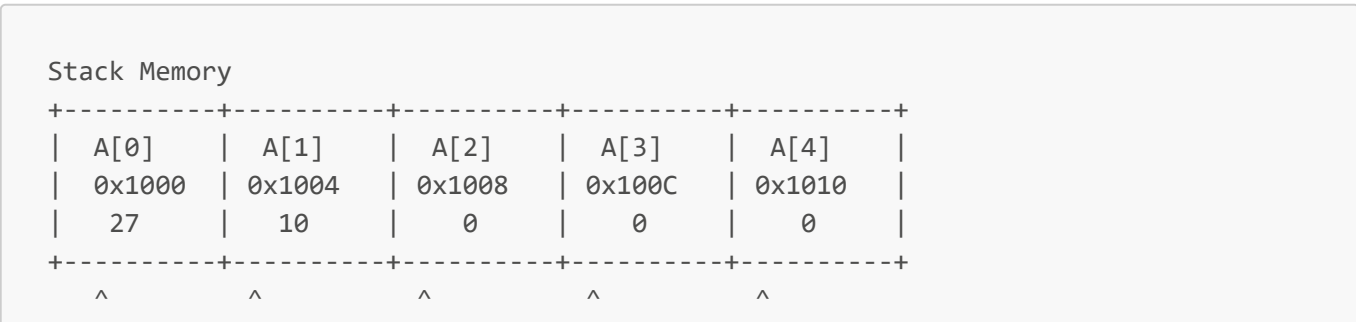 Stack Memory
+----------+----------+----------+----------+----------+
|  A[0]    |  A[1]    |  A[2]    |  A[3]    |  A[4]    |
|  0x1000  | 0x1004   | 0x1008   | 0x100C   | 0x1010   |
|   27     |   10     |    0     |    0     |    0     |
+----------+----------+----------+----------+----------+
   ^         ^          ^          ^          ^